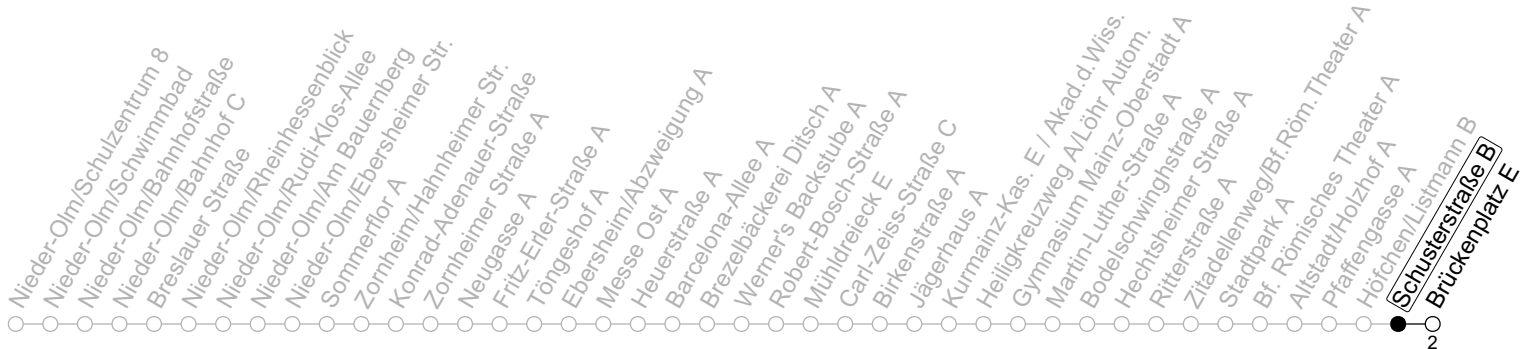 Nieder-Olm/Schulzentrum 8
Nieder-Olm/Schwimmbad
Nieder-Olm/Bahnhofstraße
Nieder-Olm/Bahnhof C
Breslauer Straße
Nieder-Olm/Rheinhessenblick
Nieder-Olm/Rudi-Klos-Allee
Nieder-Olm/Am Bauernberg
Nieder-Olm/Ebersheimer Str.
Sommerflor A
Zornheim/Hahnheimer Str.
Konrad-Adenauer-Straße
Zornheimer Straße A
Neugasse A
Fritz-Erler-Straße A
Töngeshof A
Ebersheim/Abzweigung A
Messe Ost A
Heuerstraße A
Barcelona-Allee A
Brezelbäckerei Ditsch A
Werner's Backstube A
Robert-Bosch-Straße A
Mühldreieck E
Carl-Zeiss-Straße C
Birkenstraße A
Jägerhaus A
Kurmainz-Kas. E / Akad.d.Wiss.
Heiligkreuzweg A/Löhr Autom.
Gymnasium Mainz-Oberstadt A
Martin-Luther-Straße A
Bodelschwinghstraße A
Hechtsheimer Straße A
Ritterstraße A
Zitadellenweg/Bf.Röm.Theater A
Stadtpark A
Bf. Römisches Theater A
Altstadt/Holzhof A
Pfaffengasse A
Höfchen/Listmann B
Schusterstraße B
Brückenplatz E
2